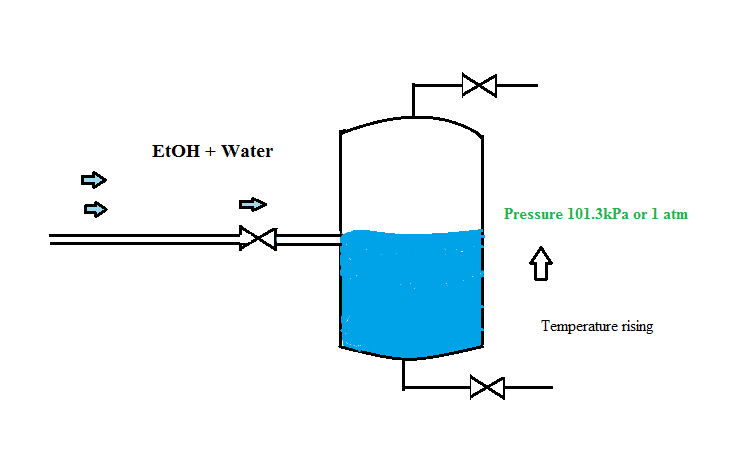 EtOH + Water
Pressure 101.3kPa or 1 atm
Temperature rising